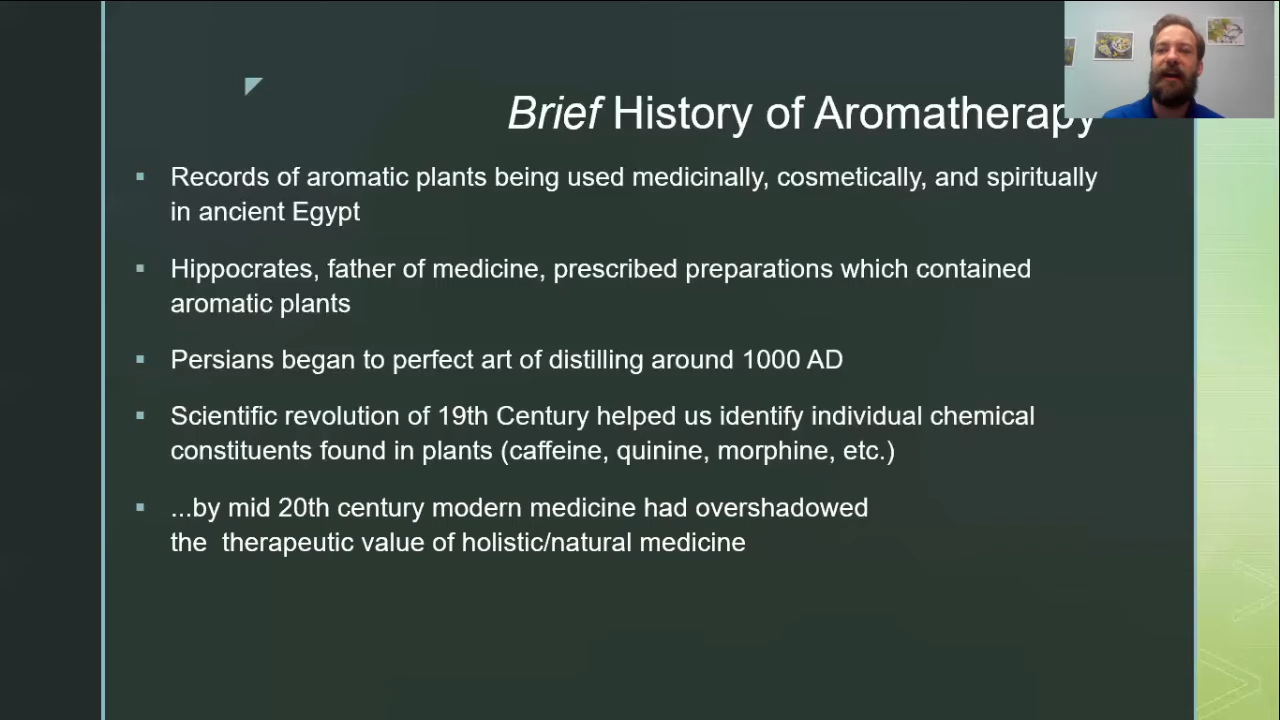 Brief History of Aromatherapy
▪ Records of aromatic plants being used medicinally, cosmetically, and spiritually
in ancient Egypt
▪ Hippocrates, father of medicine, prescribed preparations which contained
aromatic plants
▪ Persians began to perfect art of distilling around 1000 AD
▪ Scientific revolution of 19th Century helped us identify individual chemical
constituents found in plants (caffeine, quinine, morphine, etc.)
▪ ...by mid 20th century modern medicine had overshadowed
the  therapeutic value of holistic/natural medicine